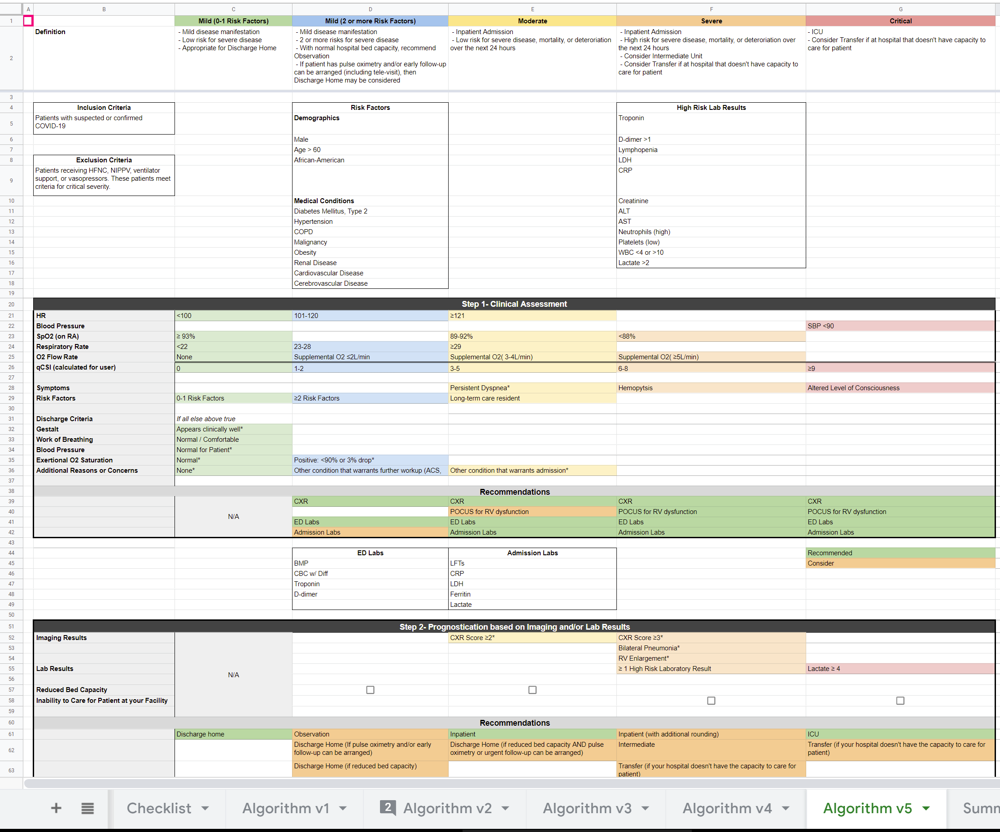 A B C D E F G
1 Mild (0-1 Risk Factors) Mild (2 or more Risk Factors) Moderate Severe Critical
2
Definition
- Mild disease manifestation
- Low risk for severe disease
- Appropriate for Discharge Home
- Mild disease manifestation
- 2 or more risks for severe disease
- With normal hospital bed capacity, recommend
Observation
- If patient has pulse oximetry and/or early follow-up
can be arranged (including tele-visit), then
Discharge Home may be considered
- Inpatient Admission
- Low risk for severe disease, mortality, or deterioration
over the next 24 hours
- Inpatient Admission
- High risk for severe disease, mortality, or deteroriation over
the next 24 hours
- Consider Intermediate Unit
- Consider Transfer if at hospital that doesn't have capacity to
care for patient
- ICU
- Consider Transfer if at hospital that doesn't have capacity to
care for patient
3
4 Inclusion Criteria Risk Factors High Risk Lab Results
5
Patients with suspected or confirmed
COVID-19
Demographics
Troponin
6 Male D-dimer >1
7 Age > 60 Lymphopenia
8 Exclusion Criteria African-American LDH
9
Patients receiving HFNC, NIPPV, ventilator
support, or vasopressors. These patients meet
criteria for critical severity.
CRP
10 Medical Conditions Creatinine
11 Diabetes Mellitus, Type 2 ALT
12 Hypertension AST
13 COPD Neutrophils (high)
14 Malignancy Platelets (low)
15 Obesity WBC <4 or >10
16 Renal Disease Lactate >2
17 Cardiovascular Disease
18 Cerebrovascular Disease
19
20 Step 1- Clinical Assessment
21 HR <100 101-120 ≥121
22 Blood Pressure SBP <90
23 SpO2 (on RA) ≥ 93% 89-92% <88%
24 Respiratory Rate <22 23-28 ≥29
25 O2 Flow Rate None Supplemental O2 ≤2L/min Supplemental O2( 3-4L/min) Supplemental O2( ≥5L/min)
26 qCSI (calculated for user) 0 1-2 3-5 6-8 ≥9
27
28 Symptoms Persistent Dyspnea* Hemopytsis Altered Level of Consciousness
29 Risk Factors 0-1 Risk Factors ≥2 Risk Factors Long-term care resident
30
31 Discharge Criteria If all else above true
32 Gestalt Appears clinically well*
33 Work of Breathing Normal / Comfortable
34 Blood Pressure Normal for Patient*
35 Exertional O2 Saturation Normal* Positive: <90% or 3% drop*
36 Additional Reasons or Concerns None* Other condition that warrants further workup (ACS, Other condition that warrants admission*
37
38 Recommendations
39 CXR CXR CXR CXR
40 N/A POCUS for RV dysfunction POCUS for RV dysfunction POCUS for RV dysfunction
41 ED Labs ED Labs ED Labs ED Labs
42 Admission Labs Admission Labs Admission Labs Admission Labs
43
44 ED Labs Admission Labs Recommended
45 BMP LFTs Consider
46 CBC w/ Diff CRP
47 Troponin LDH
48 D-dimer Ferritin
49 Lactate
50
51 Step 2- Prognostication based on Imaging and/or Lab Results
52 Imaging Results CXR Score ≥2* CXR Score ≥3*
53 Bilateral Pneumonia*
54 RV Enlargement*
55 Lab Results ≥ 1 High Risk Laboratory Result Lactate ≥ 4
56 N/A
57 Reduced Bed Capacity
58 Inability to Care for Patient at your Facility
59
60 Recommendations
61 Discharge home Observation Inpatient Inpatient (with additional rounding) ICU
62
Discharge Home (If pulse oximetry and/or early
follow-up can be arranged)
Discharge Home (if reduced bed capacity AND pulse
oximetry or urgent follow-up can be arranged)
Intermediate
Transfer (if your hospital doesn't have the capacity to care for
patient)
63
Discharge Home (if reduced bed capacity)
Transfer (if your hospital doesn't have the capacity to care for
patient)
+ Checklist Algorithm v1 2 Algorithm v2 Algorithm v3 Algorithm v4 Algorithm v5